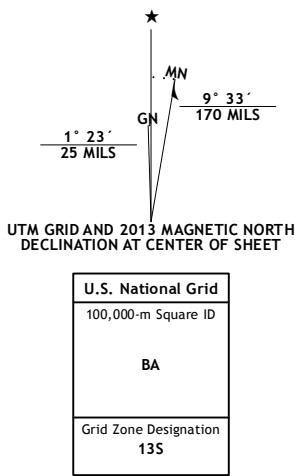 ★
MN
GN
9° 33´
170 MILS
1° 23´
25 MILS
UTM GRID AND 2013 MAGNETIC NORTH
DECLINATION AT CENTER OF SHEET
U.S. National Grid
100,000-m Square ID
BA
Grid Zone Designation
13S